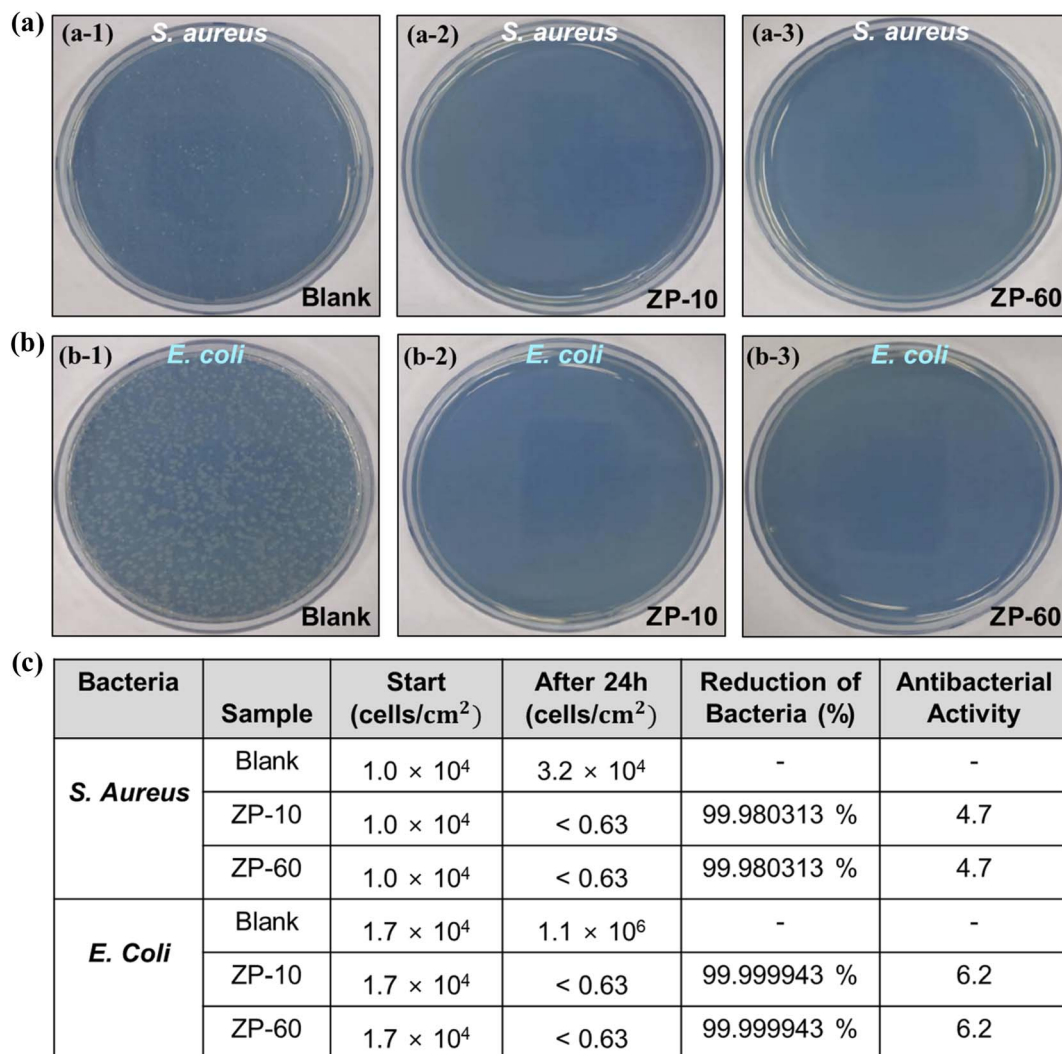 (a)
(a-1) S. aureus
Blank
(a-2) S. aureus
ZP-10
(a-3) S. aureus
ZP-60
(b)
(b-1) E. coli
Blank
(b-2) E. coli
ZP-10
(b-3) E. coli
ZP-60
(c)
Bacteria Sample Start (cells/cm²) After 24h (cells/cm²) Reduction of Bacteria (%) Antibacterial Activity
S. Aureus
Blank 1.0 × 10⁴ 3.2 × 10⁴ - -
ZP-10 1.0 × 10⁴ < 0.63 99.980313 % 4.7
ZP-60 1.0 × 10⁴ < 0.63 99.980313 % 4.7
E. Coli
Blank 1.7 × 10⁴ 1.1 × 10⁶ - -
ZP-10 1.7 × 10⁴ < 0.63 99.999943 % 6.2
ZP-60 1.7 × 10⁴ < 0.63 99.999943 % 6.2